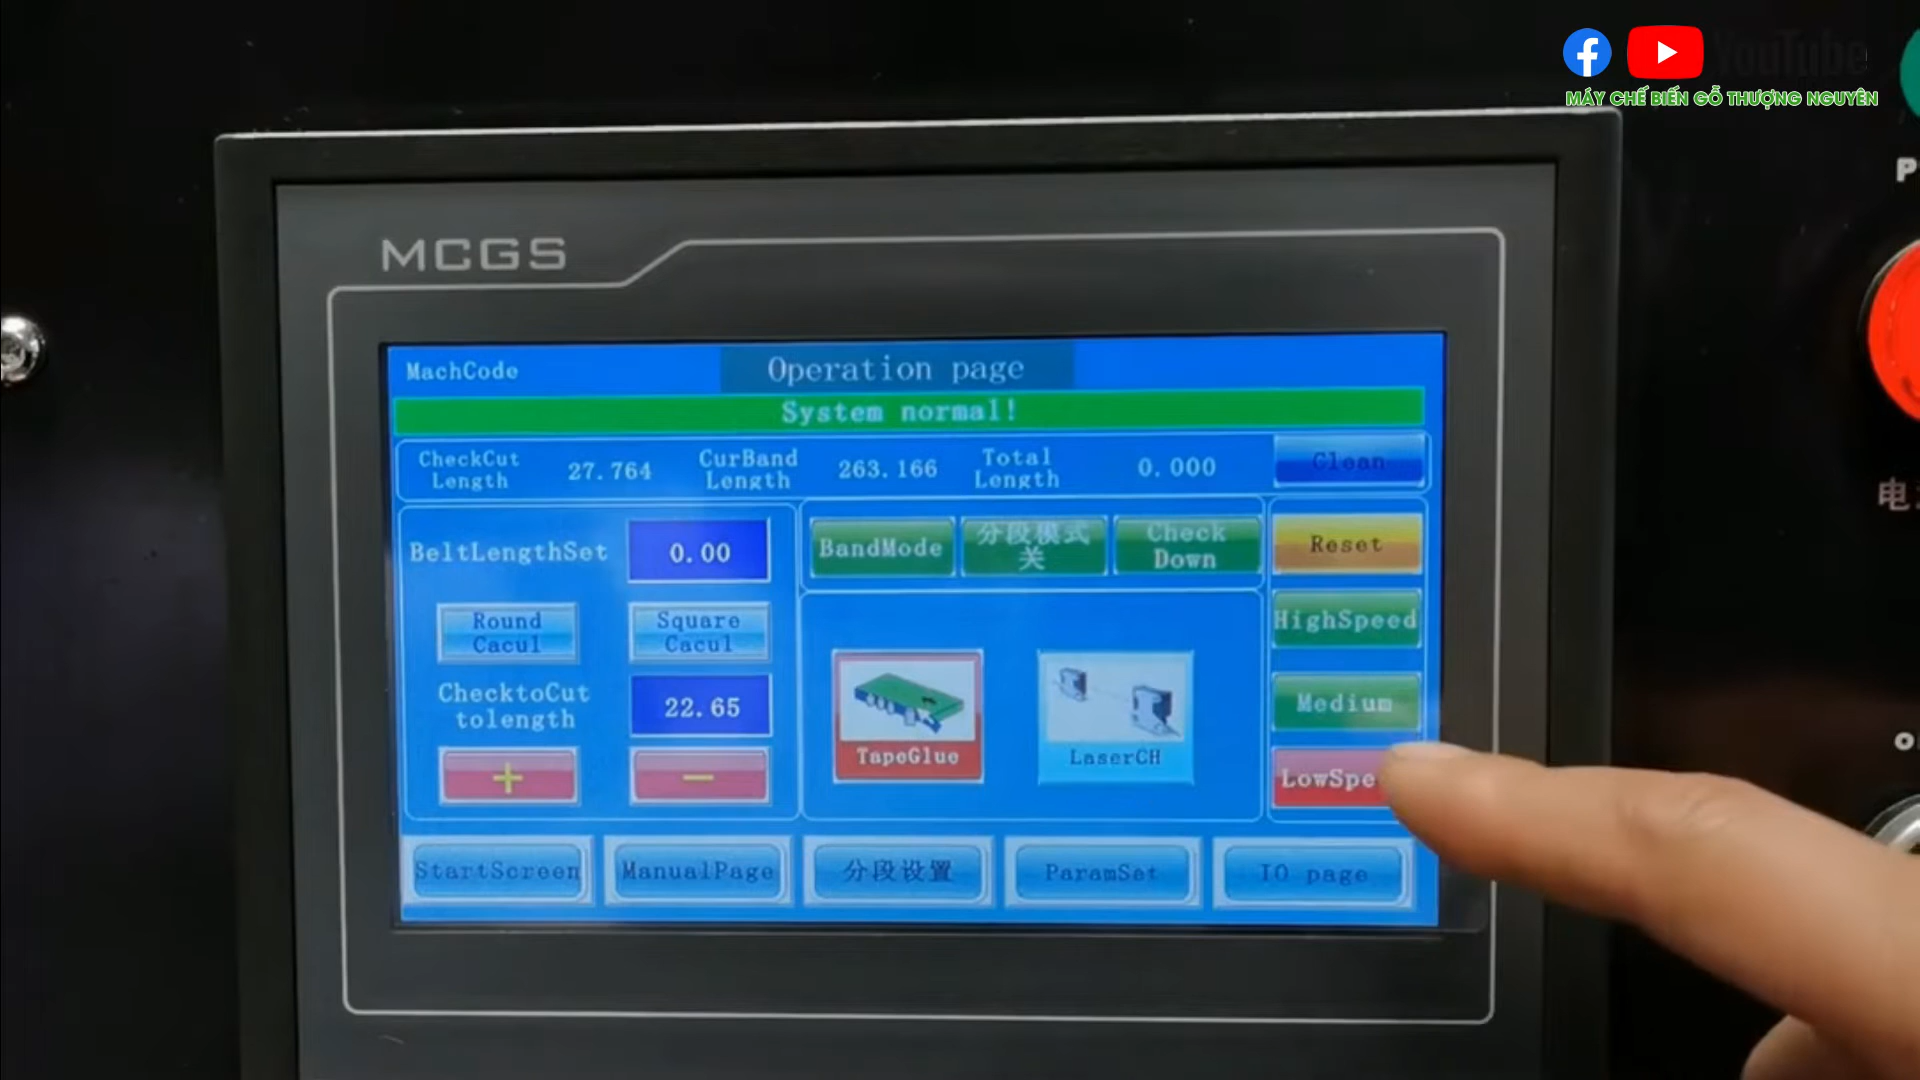 YouTube
MÁY CHẾ BIẾN GỖ THƯỢNG NGUYÊN
MCGS
MachCode
Operation page
System normal!
CheckCut
Length
27.764
CurBand
Length
263.166
Total
Length
0.000
Clean
BeltLengthSet
0.00
BandMode
分段模式
关
Check
Down
Reset
Round
Cacul
Square
Cacul
HighSpeed
ChecktoCut
tolength
22.65
TapeGlue
LaserCH
Medium
+
−
LowSpe
StartScreen
ManualPage
分段设置
ParamSet
IO page